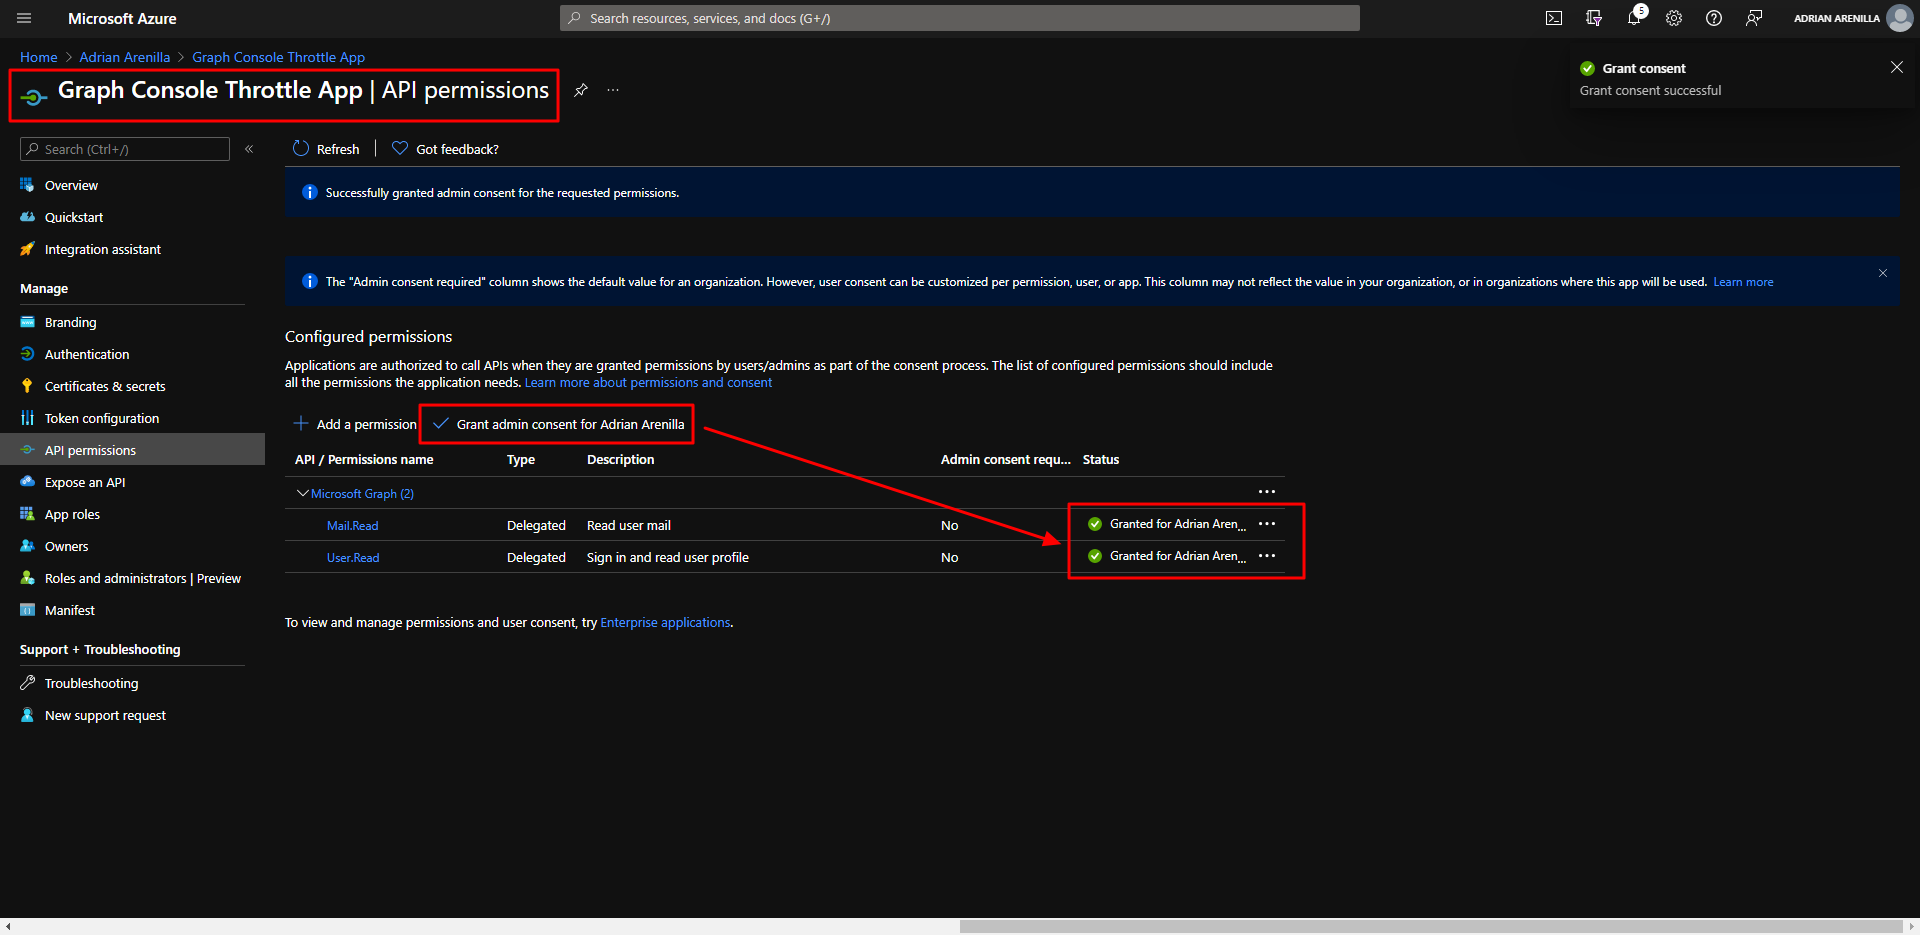 Microsoft Azure
Search resources, services, and docs (G+/)
5
ADRIAN ARENILLA
Home > Adrian Arenilla > Graph Console Throttle App
Graph Console Throttle App | API permissions
...
Grant consent
Grant consent successful
Search (Ctrl+/)
«
Refresh
Got feedback?
Overview
Quickstart
Integration assistant
Manage
Branding
Authentication
Certificates & secrets
Token configuration
API permissions
Expose an API
App roles
Owners
Roles and administrators | Preview
Manifest
Support + Troubleshooting
Troubleshooting
New support request
Successfully granted admin consent for the requested permissions.
The "Admin consent required" column shows the default value for an organization. However, user consent can be customized per permission, user, or app. This column may not reflect the value in your organization, or in organizations where this app will be used. Learn more
Configured permissions
Applications are authorized to call APIs when they are granted permissions by users/admins as part of the consent process. The list of configured permissions should include
all the permissions the application needs. Learn more about permissions and consent
Add a permission
Grant admin consent for Adrian Arenilla
API / Permissions name Type Description Admin consent requ... Status
Microsoft Graph (2) ...
Mail.Read Delegated Read user mail No Granted for Adrian Aren... ...
User.Read Delegated Sign in and read user profile No Granted for Adrian Aren... ...
To view and manage permissions and user consent, try Enterprise applications.